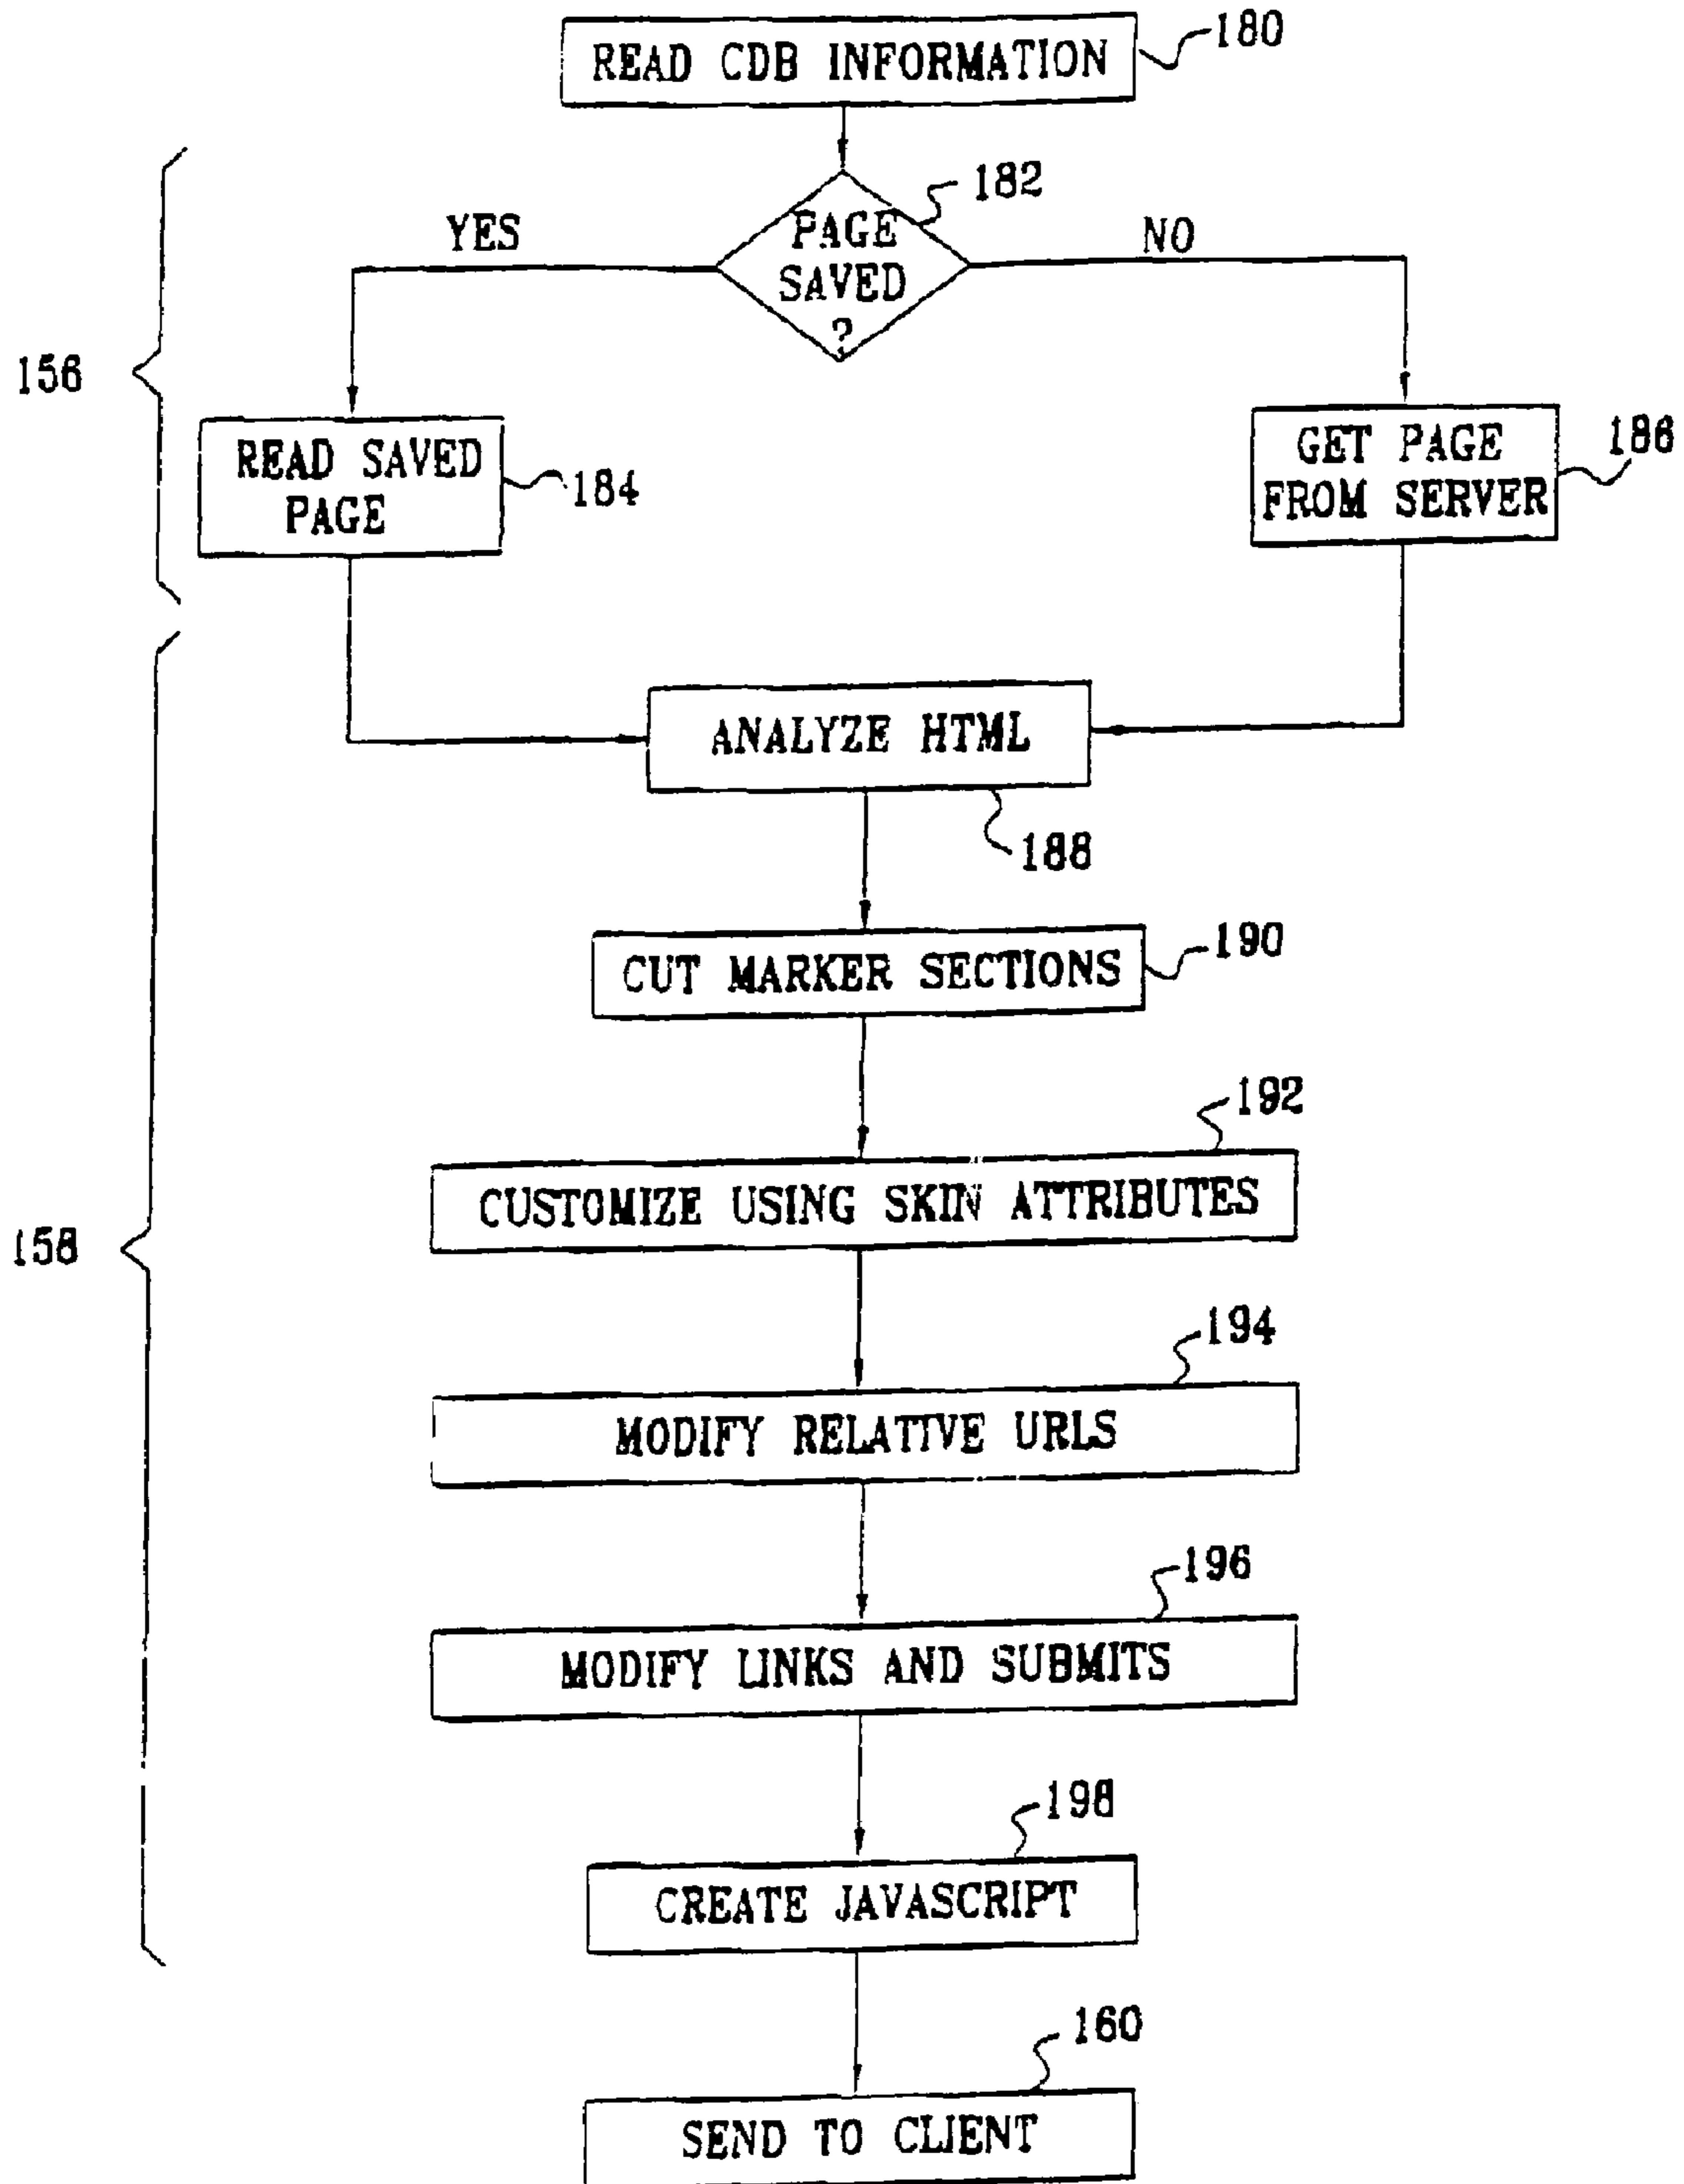 READ CDB INFORMATION
180
182
PAGE
SAVED
?
YES
NO
156
READ SAVED
PAGE
184
GET PAGE
FROM SERVER
186
ANALYZE HTML
188
CUT MARKER SECTIONS
190
192
CUSTOMIZE USING SKIN ATTRIBUTES
158
194
MODIFY RELATIVE URLS
196
MODIFY LINKS AND SUBMITS
198
CREATE JAVASCRIPT
160
SEND TO CLIENT